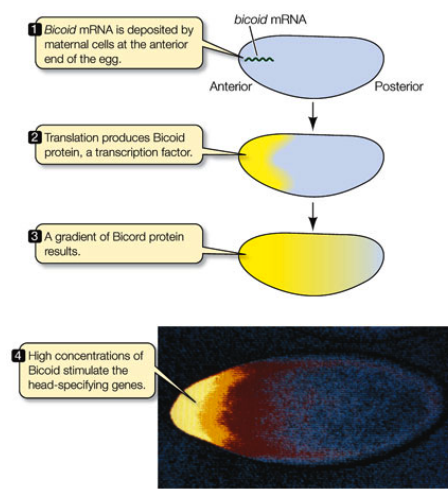 bicoid mRNA
1 Bicoid mRNA is deposited by
maternal cells at the anterior
end of the egg.
Anterior
Posterior
2 Translation produces Bicoid
protein, a transcription factor.
3 A gradient of Bicord protein
results.
4 High concentrations of
Bicoid stimulate the
head-specifying genes.